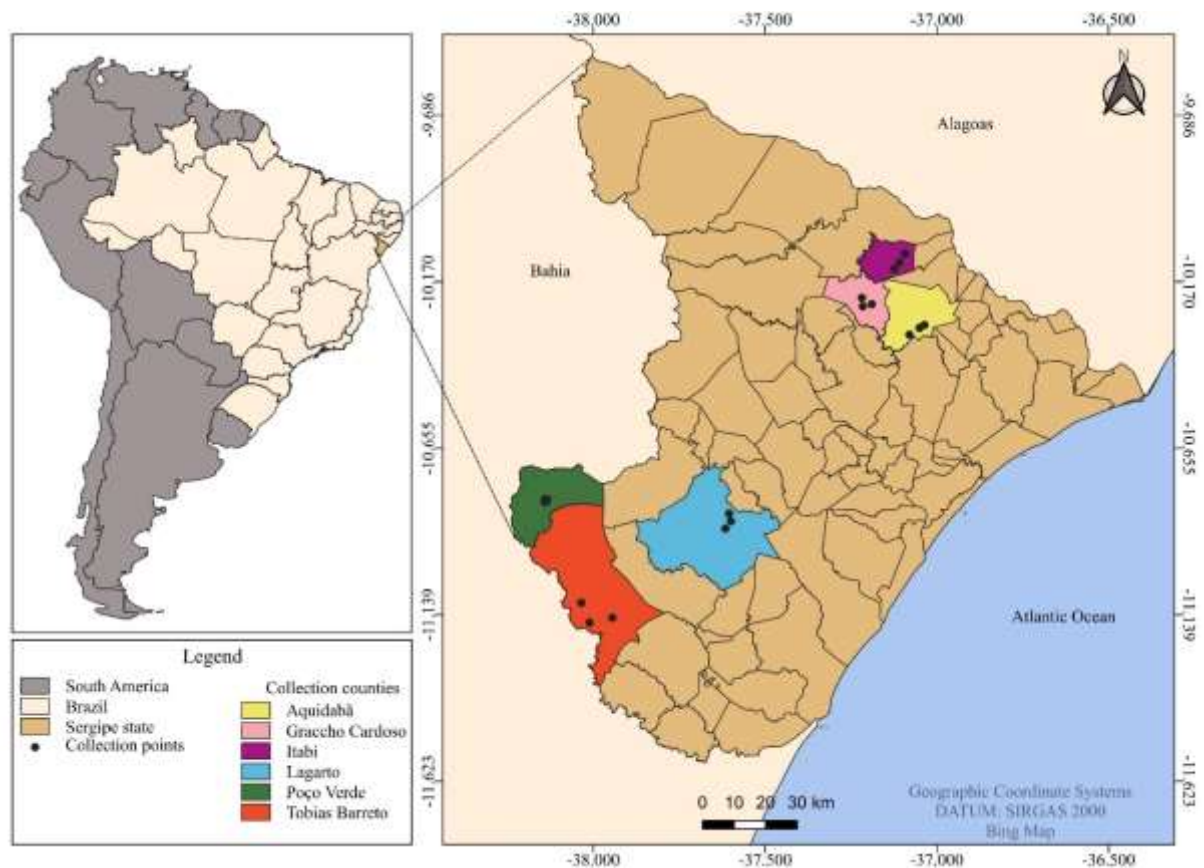 -38,000 -37,500 -37,000 -36,500
N
-9,686 -9,686
Alagoas
Bahia
-10,170 -10,170
-10,655 -10,655
-11,139 -11,139
Atlantic Ocean
-11,623 -11,623
0 10 20 30 km
Geographic Coordinate Systems
DATUM: SIRGAS 2000
Bing Map
-38,000 -37,500 -37,000 -36,500
Legend
South America
Brazil
Sergipe state
Collection points
Collection counties
Aquidabã
Graccho Cardoso
Itabi
Lagarto
Poço Verde
Tobias Barreto